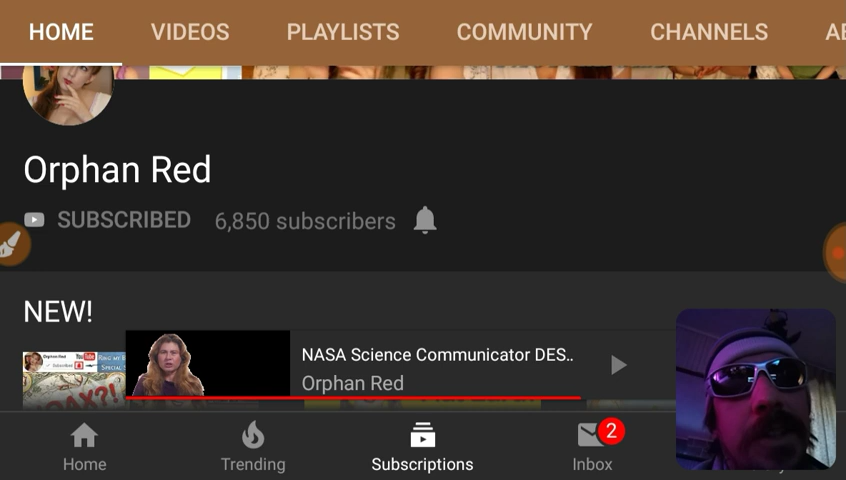 HOME VIDEOS PLAYLISTS COMMUNITY CHANNELS
Orphan Red
SUBSCRIBED 6,850 subscribers
NEW!
NASA Science Communicator DES..
Orphan Red
Home Trending Subscriptions Inbox 2